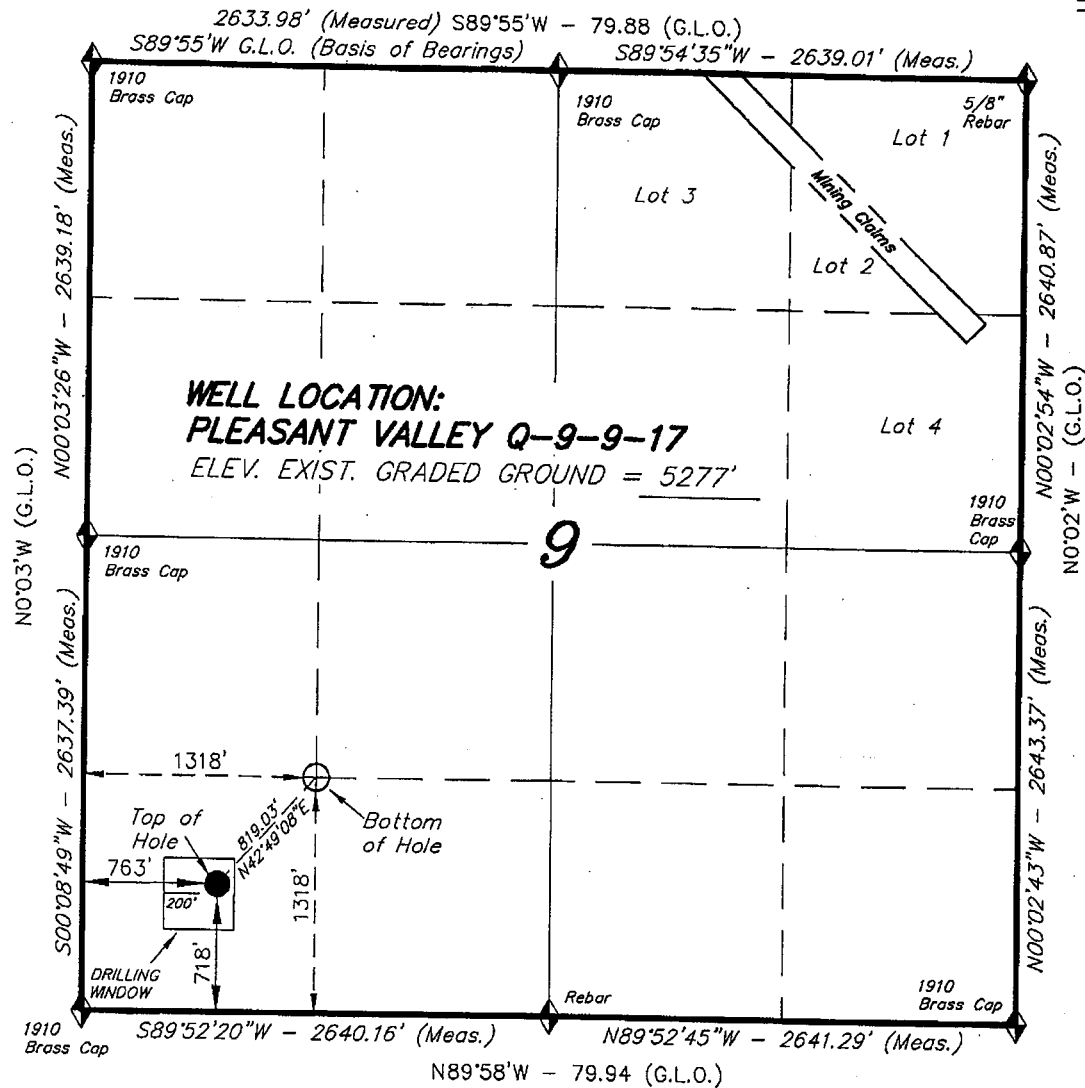 2633.98' (Measured) S89°55'W - 79.88 (G.L.O.)
S89°55'W G.L.O. (Basis of Bearings)
S89°54'35"W - 2639.01' (Meas.)
1910
Brass Cap
1910
Brass Cap
5/8"
Rebar
Lot 1
Lot 3
Mining Claims
Lot 2
N00°03'26"W - 2639.18' (Meas.)
N00°02'54"W - 2640.87' (Meas.)
WELL LOCATION:
PLEASANT VALLEY Q-9-9-17
ELEV. EXIST. GRADED GROUND = 5277'
Lot 4
N0°03'W (G.L.O.)
N0°02'W - (G.L.O.)
1910
Brass
Cap
1910
Brass Cap
9
S00°08'49"W - 2637.39' (Meas.)
N00°02'43"W - 2643.37' (Meas.)
1318'
Top of
Hole
819.03'
N42°49'08"E
Bottom
of Hole
763'
200'
1318'
718'
DRILLING
WINDOW
Rebar
1910
Brass Cap
1910
Brass Cap
S89°52'20"W - 2640.16' (Meas.)
N89°52'45"W - 2641.29' (Meas.)
N89°58'W - 79.94 (G.L.O.)